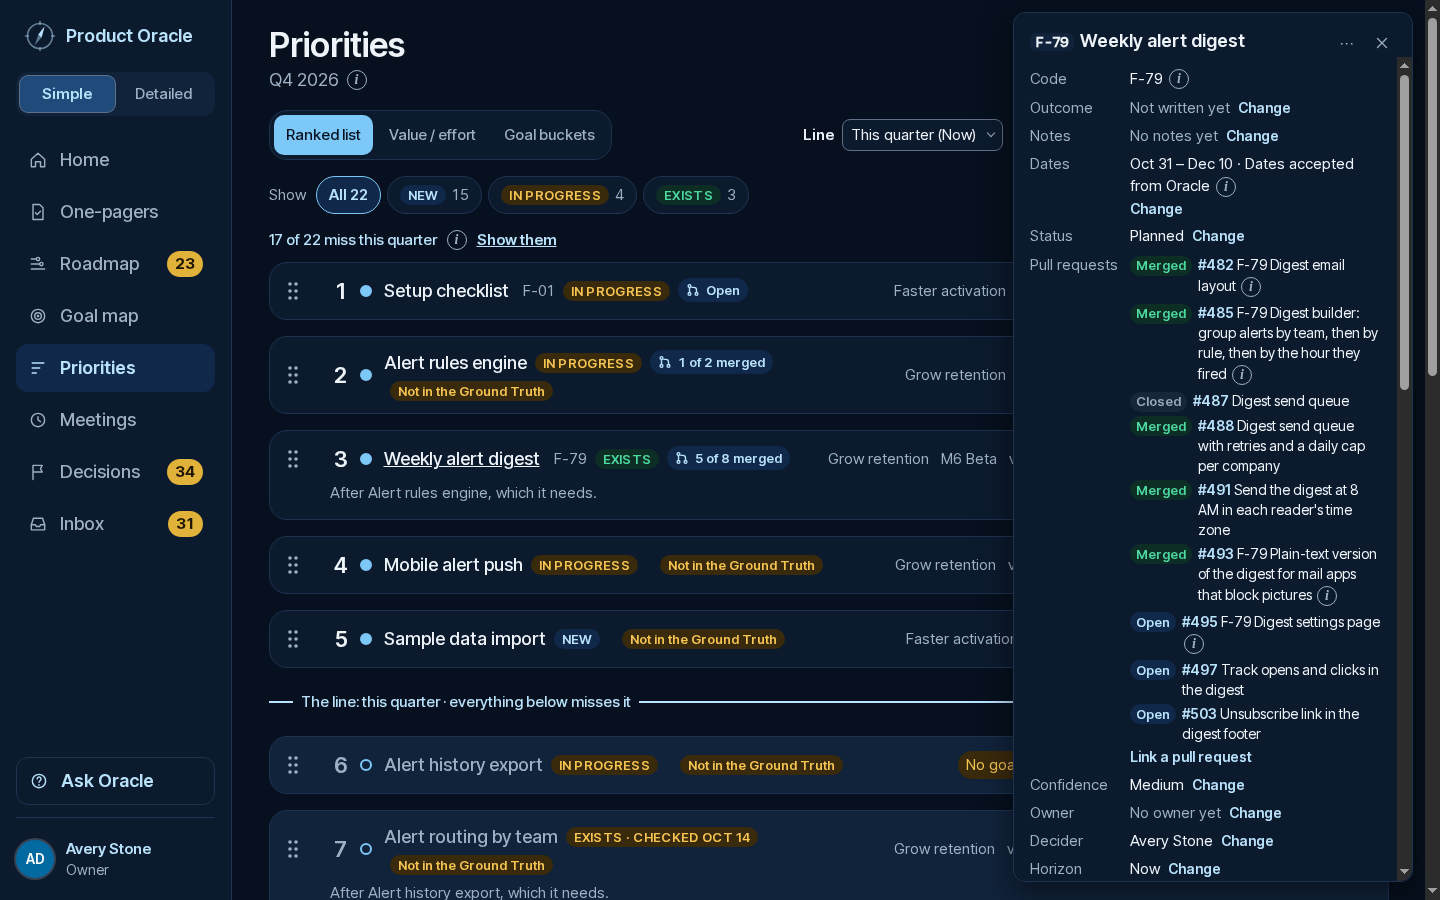 Product Oracle
Simple
Detailed
Home
One-pagers
Roadmap 23
Goal map
Priorities
Meetings
Decisions 34
Inbox 31
Ask Oracle
AD
Avery Stone
Owner
Priorities
Q4 2026 i
Ranked list
Value / effort
Goal buckets
Line
This quarter (Now)
Show
All 22
NEW 15
IN PROGRESS 4
EXISTS 3
17 of 22 miss this quarter i Show them
1 Setup checklist F-01 IN PROGRESS Open Faster activation
2 Alert rules engine IN PROGRESS 1 of 2 merged Grow retention
Not in the Ground Truth
3 Weekly alert digest F-79 EXISTS 5 of 8 merged Grow retention M6 Beta
After Alert rules engine, which it needs.
4 Mobile alert push IN PROGRESS Not in the Ground Truth Grow retention
5 Sample data import NEW Not in the Ground Truth Faster activation
The line: this quarter · everything below misses it
6 Alert history export IN PROGRESS Not in the Ground Truth No goa
7 Alert routing by team EXISTS · CHECKED OCT 14 Grow retention
Not in the Ground Truth
After Alert history export, which it needs.
F-79 Weekly alert digest ...
Code F-79 i
Outcome Not written yet Change
Notes No notes yet Change
Dates Oct 31 – Dec 10 · Dates accepted
from Oracle i
Change
Status Planned Change
Pull requests Merged #482 F-79 Digest email
layout i
Merged #485 F-79 Digest builder:
group alerts by team, then by
rule, then by the hour they
fired i
Closed #487 Digest send queue
Merged #488 Digest send queue
with retries and a daily cap
per company
Merged #491 Send the digest at 8
AM in each reader's time
zone
Merged #493 F-79 Plain-text version
of the digest for mail apps
that block pictures i
Open #495 F-79 Digest settings page
i
Open #497 Track opens and clicks in
the digest
Open #503 Unsubscribe link in the
digest footer
Link a pull request
Confidence Medium Change
Owner No owner yet Change
Decider Avery Stone Change
Horizon Now Change